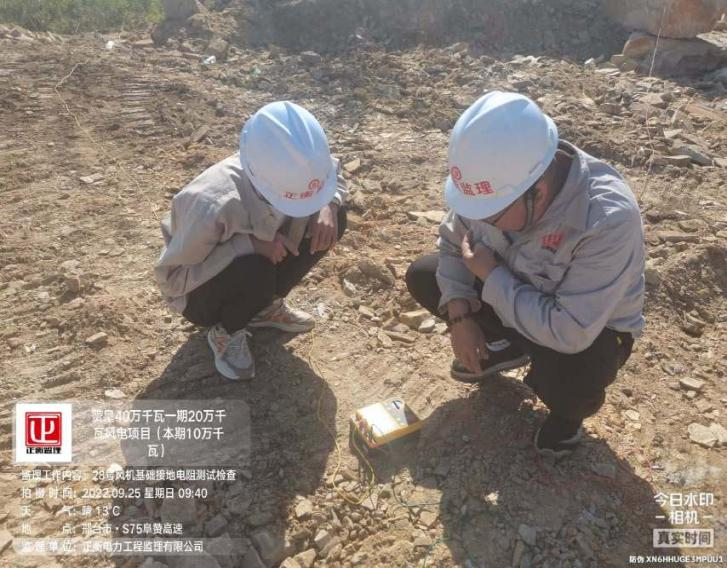 正衡
监理
正衡监理
40万千瓦一期20万千
瓦风电项目（本期10万千
瓦）
监理工作内容：28号风机基础接地电阻测试检查
拍摄时间：2022.09.25 星期日 09:40
天气：晴 13℃
地点：邢台市·S75阜赞高速
监理单位：正衡电力工程监理有限公司
今日水印
相机
真实时间
防伪 XN6HHUGE3MPUU1